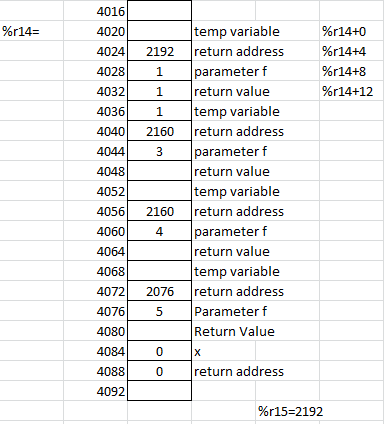 4016
%r14= 4020 temp variable %r14+0
4024 2192 return address %r14+4
4028 1 parameter f %r14+8
4032 1 return value %r14+12
4036 1 temp variable
4040 2160 return address
4044 3 parameter f
4048 return value
4052 temp variable
4056 2160 return address
4060 4 parameter f
4064 return value
4068 temp variable
4072 2076 return address
4076 5 Parameter f
4080 Return Value
4084 0 x
4088 0 return address
4092
%r15=2192